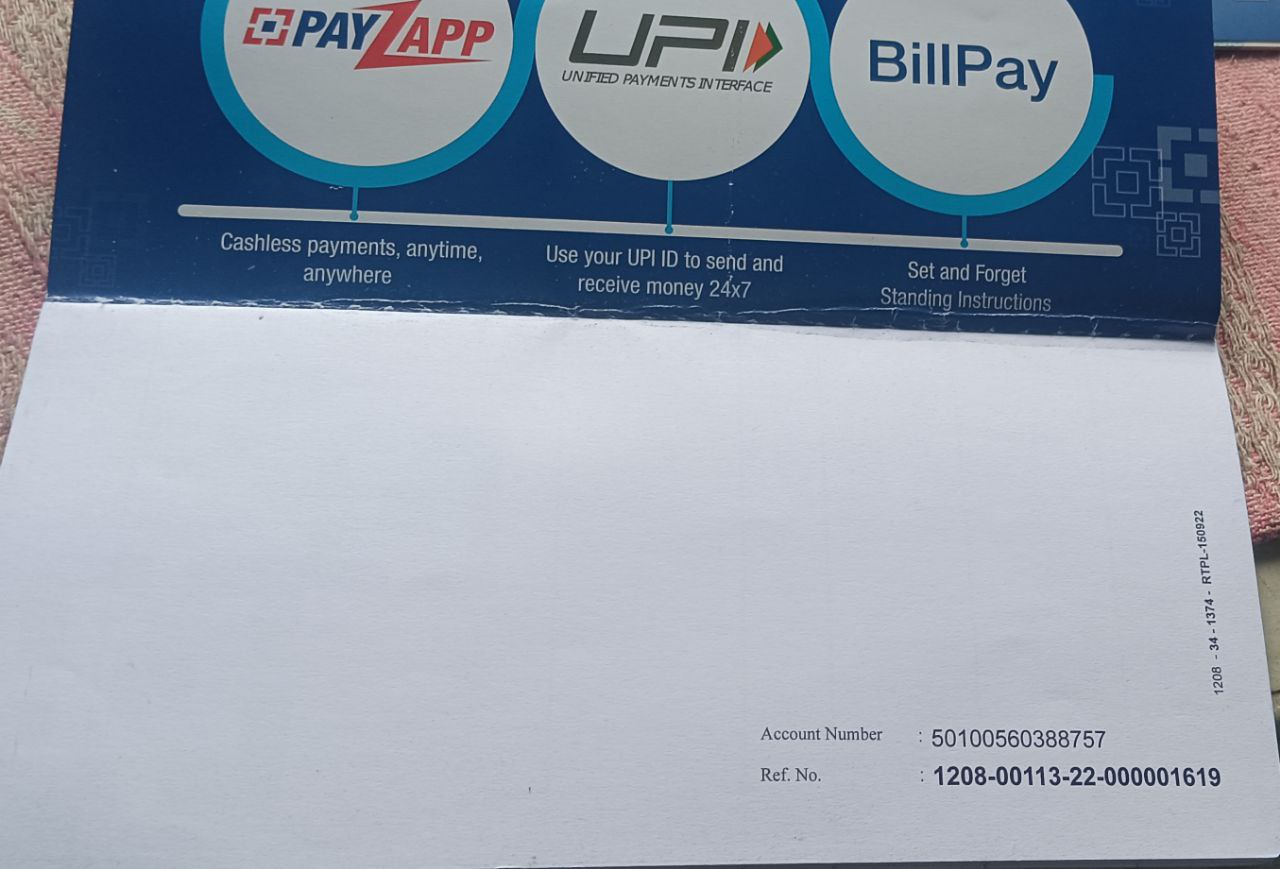 PAYZAPP
UPI
UNIFIED PAYMENTS INTERFACE
BillPay
Cashless payments, anytime,
anywhere
Use your UPI ID to send and
receive money 24x7
Set and Forget
Standing Instructions
1208 - 34 - 1374 - RTPL-150922
Account Number : 50100560388757
Ref. No. : 1208-00113-22-000001619